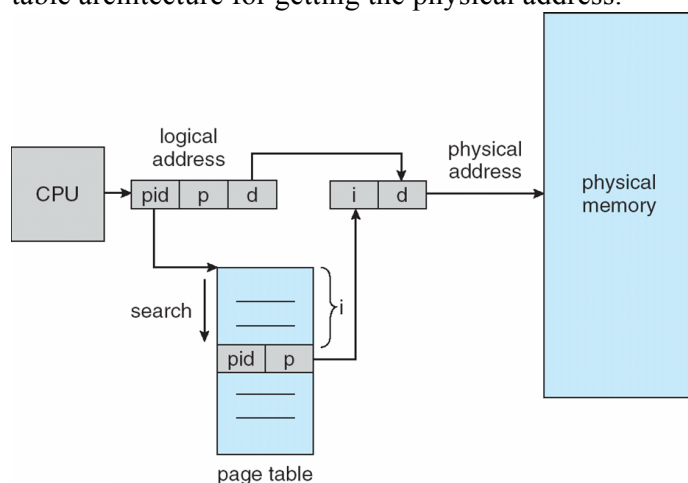 table architecture for getting the physical address.
logical
address
physical
address
CPU
pid p d
i d
physical
memory
search
i
pid p
page table